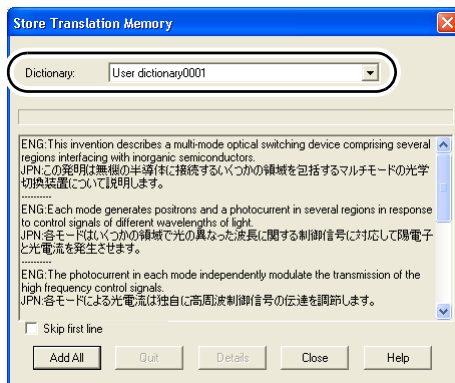 Store Translation Memory
Dictionary: User dictionary0001
ENG:This invention describes a multi-mode optical switching device comprising several
regions interfacing with inorganic semiconductors.
JPN:この発明は無機の半導体に接続するいくつかの領域を包括するマルチモードの光学
切換装置について説明します。
----------
ENG:Each mode generates positrons and a photocurrent in several regions in response
to control signals of different wavelengths of light.
JPN:各モードはいくつかの領域で光の異なった波長に関する制御信号に対応して陽電子
と光電流を発生させます。
----------
ENG:The photocurrent in each mode independently modulate the transmission of the
high frequency control signals.
JPN:各モードによる光電流は独自に高周波制御信号の伝達を調節します。
Skip first line
Add All Quit Details Close Help